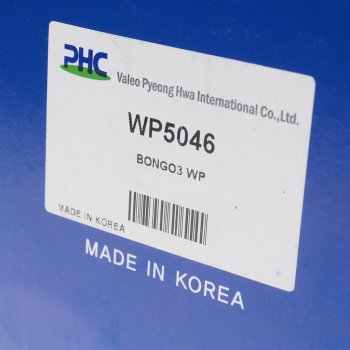 PHC
Valeo Pyeong Hwa International Co.,Ltd.
WP5046
BONGO3 WP
MADE IN KOREA
MADE IN KOREA